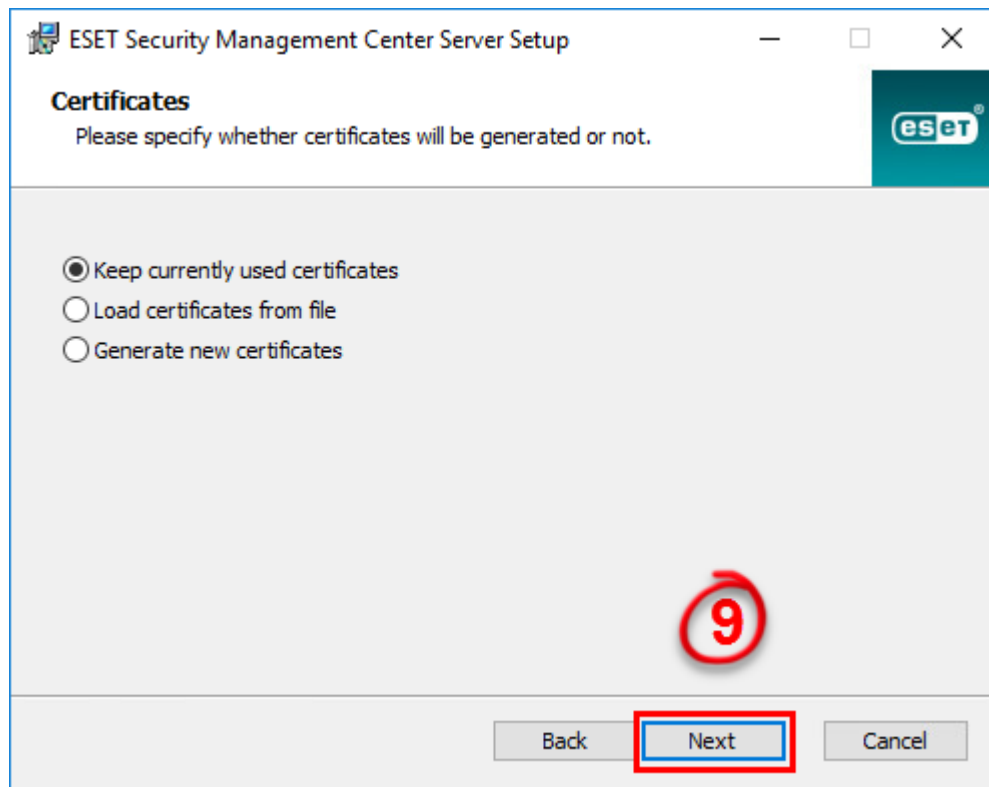 ESET Security Management Center Server Setup
Certificates
Please specify whether certificates will be generated or not.
eseT®
Keep currently used certificates
Load certificates from file
Generate new certificates
9
Back Next Cancel